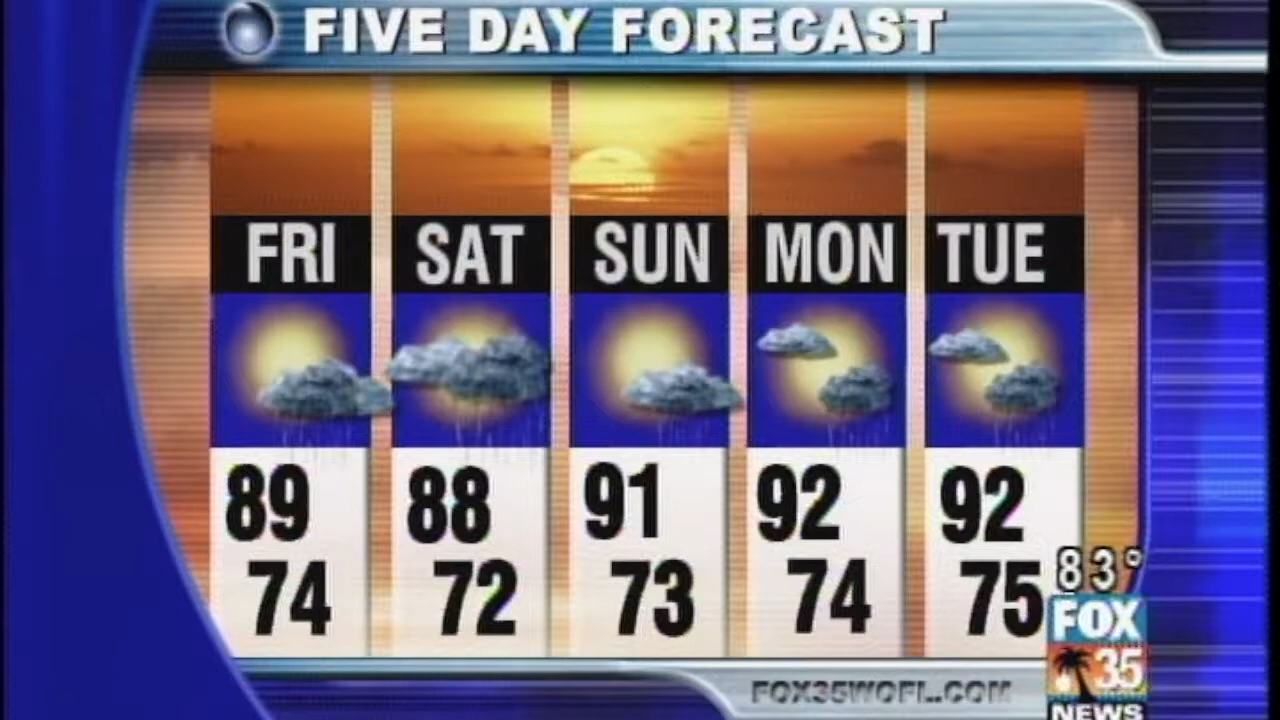 FIVE DAY FORECAST
FRI SAT SUN MON TUE
89 88 91 92 92
74 72 73 74 75
83°
FOX
35
NEWS
FOX35WOFL.COM